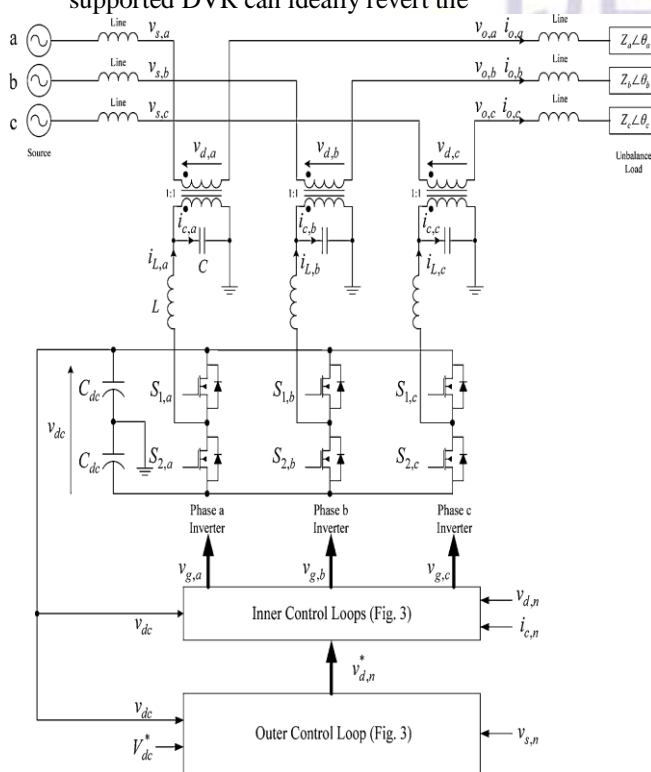 supported DVR can ideally revert the
a Line v_{s,a} v_{o,a} i_{o,a} Line Z_a∠θ_a
b Line v_{s,b} v_{o,b} i_{o,b} Line Z_b∠θ_b
c Line v_{s,c} v_{o,c} i_{o,c} Line Z_c∠θ_c
Source
Unbalance
Load
v_{d,a} v_{d,b} v_{d,c}
1:1 1:1 1:1
i_{c,a} i_{c,b} i_{c,c}
i_{L,a} C i_{L,b} i_{L,c}
L
C_{dc} S_{1,a} S_{1,b} S_{1,c}
v_{dc}
C_{dc} S_{2,a} S_{2,b} S_{2,c}
Phase a Phase b Phase c
Inverter Inverter Inverter
v_{g,a} v_{g,b} v_{g,c}
v_{dc} Inner Control Loops (Fig. 3) v_{d,n}
i_{c,n}
v*_{d,n}
v_{dc}
V*_{dc} Outer Control Loop (Fig. 3) v_{s,n}